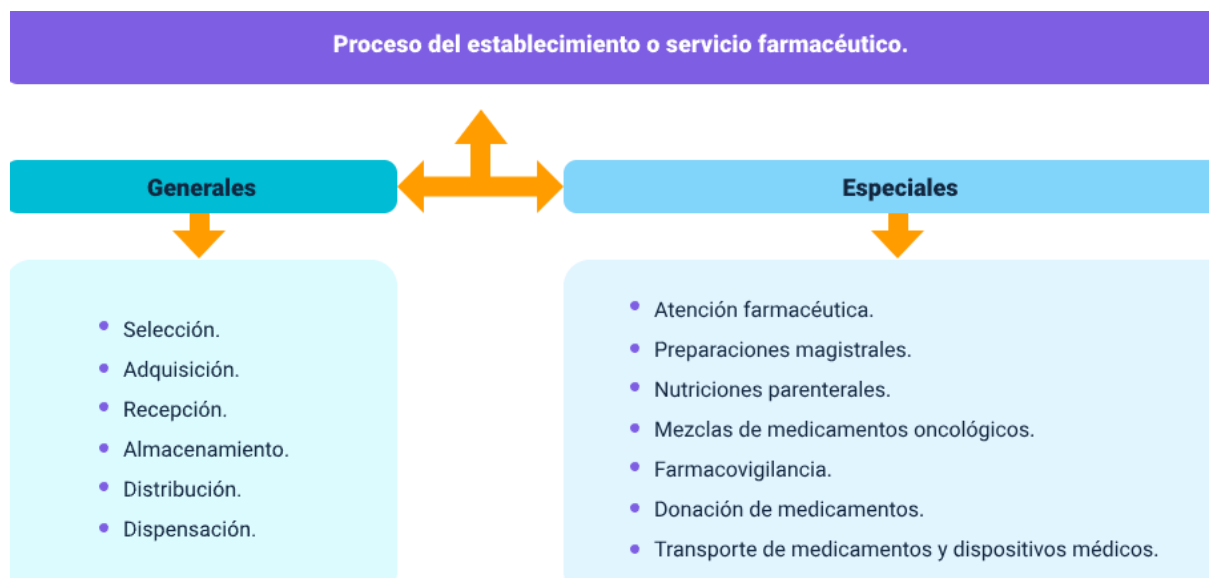 Proceso del establecimiento o servicio farmacéutico.
Generales
Especiales
Selección.
Adquisición.
Recepción.
Almacenamiento.
Distribución.
Dispensación.
Atención farmacéutica.
Preparaciones magistrales.
Nutriciones parenterales.
Mezclas de medicamentos oncológicos.
Farmacovigilancia.
Donación de medicamentos.
Transporte de medicamentos y dispositivos médicos.